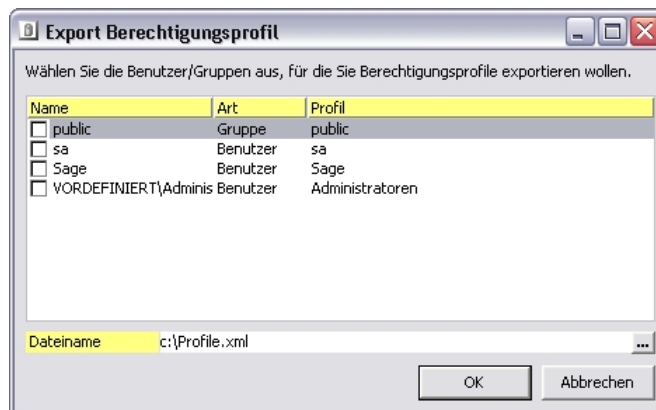 Export Berechtigungsprofil
Wählen Sie die Benutzer/Gruppen aus, für die Sie Berechtigungsprofile exportieren wollen.
Name Art Profil
public Gruppe public
sa Benutzer sa
Sage Benutzer Sage
VORDEFINIERT\Adminis Benutzer Administratoren
Dateiname c:\Profile.xml ...
OK Abbrechen